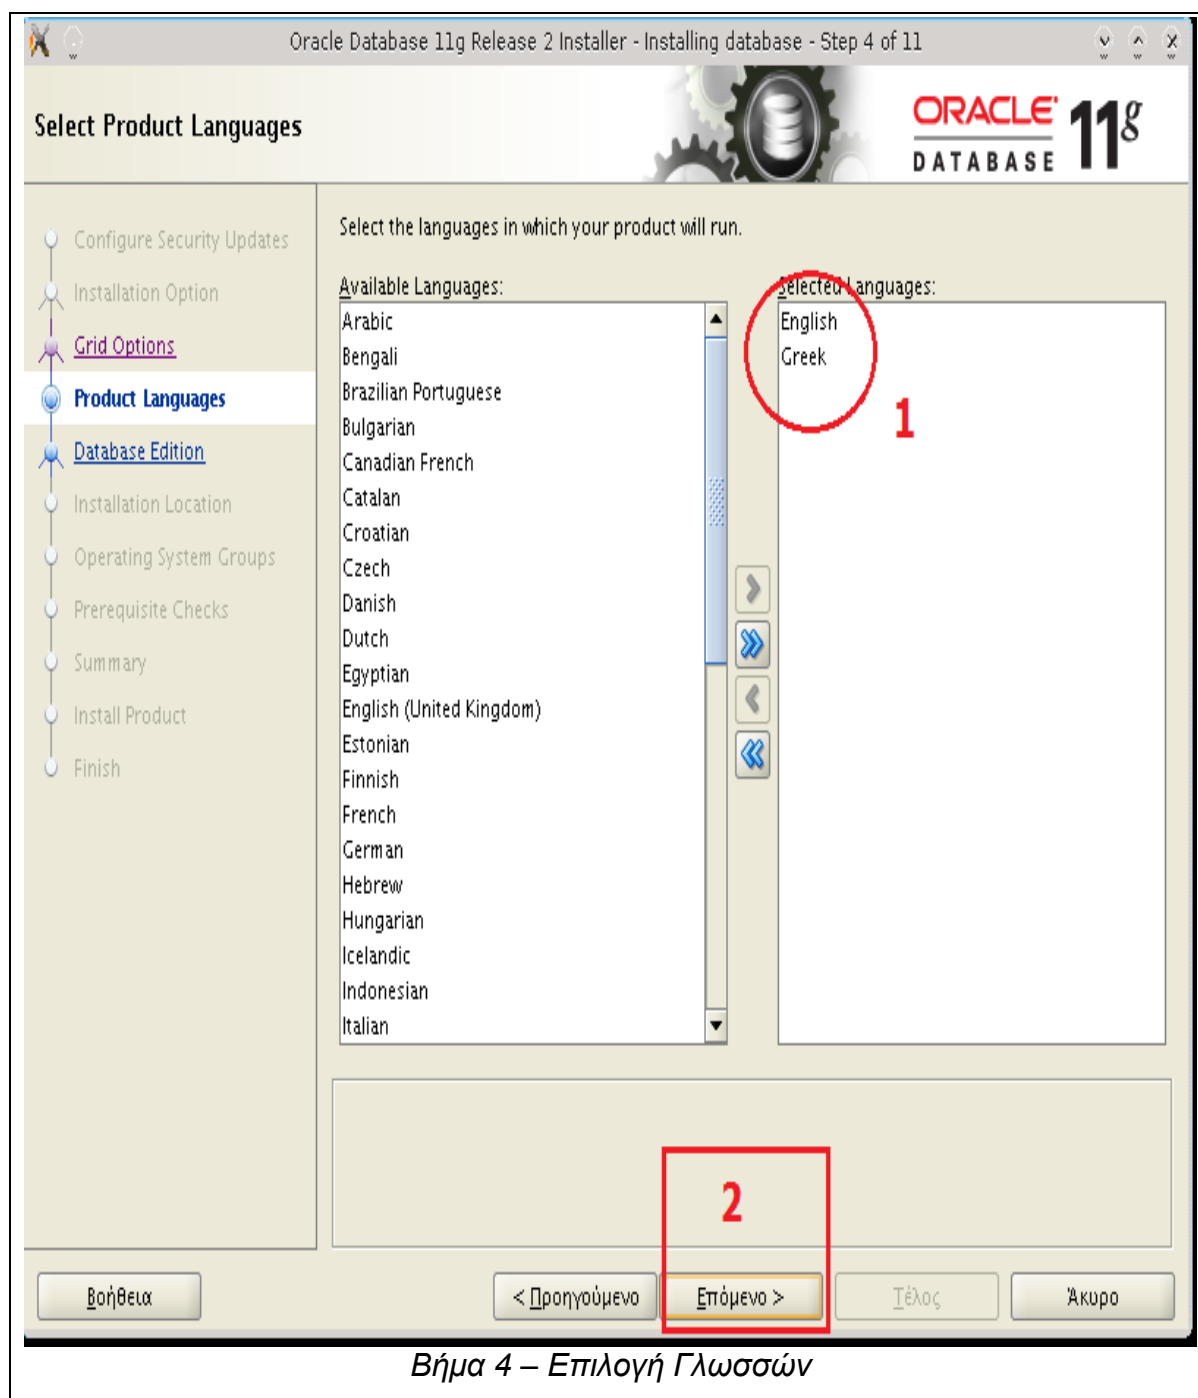 Oracle Database 11g Release 2 Installer - Installing database - Step 4 of 11
Select Product Languages
ORACLE
DATABASE
11g
Configure Security Updates
Installation Option
Grid Options
Product Languages
Database Edition
Installation Location
Operating System Groups
Prerequisite Checks
Summary
Install Product
Finish
Select the languages in which your product will run.
Available Languages:
Arabic
Bengali
Brazilian Portuguese
Bulgarian
Canadian French
Catalan
Croatian
Czech
Danish
Dutch
Egyptian
English (United Kingdom)
Estonian
Finnish
French
German
Hebrew
Hungarian
Icelandic
Indonesian
Italian
Selected Languages:
English
Greek
1
2
Βοήθεια
< Προηγούμενο
Επόμενο >
Τέλος
Άκυρο
Βήμα 4 – Επιλογή Γλωσσών